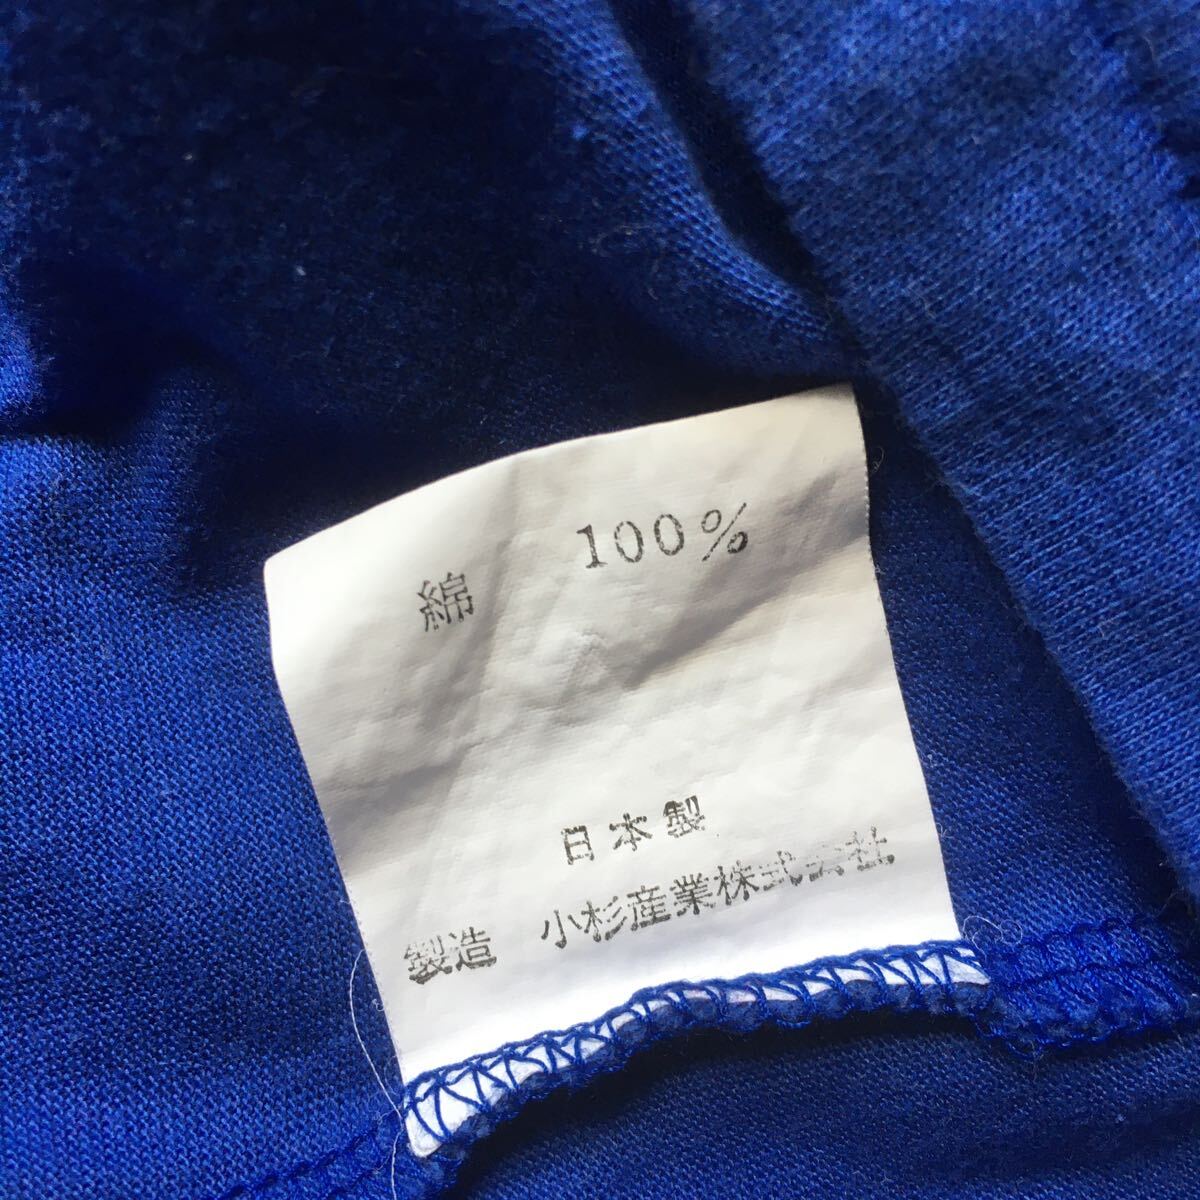 綿 100%
日本製
製造 小杉産業株式会社